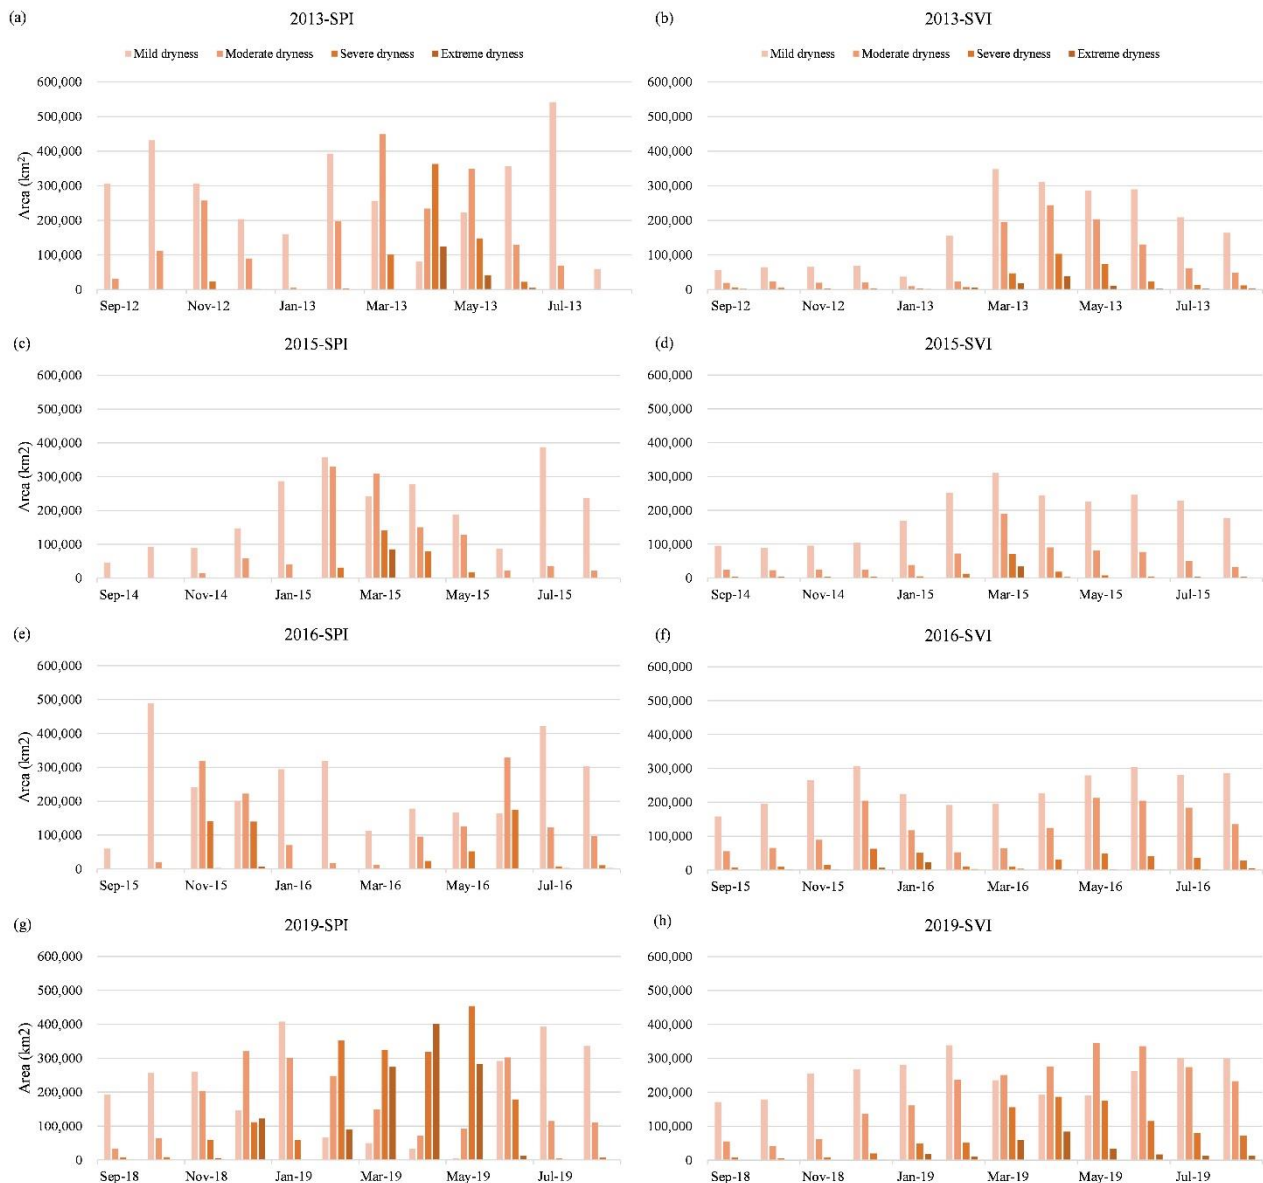 (a) 2013-SPI
Mild dryness Moderate dryness Severe dryness Extreme dryness
600,000
500,000
400,000
300,000
200,000
100,000
0
Area (km²)
Sep-12 Nov-12 Jan-13 Mar-13 May-13 Jul-13
(b) 2013-SVI
Mild dryness Moderate dryness Severe dryness Extreme dryness
600,000
500,000
400,000
300,000
200,000
100,000
0
Sep-12 Nov-12 Jan-13 Mar-13 May-13 Jul-13
(c) 2015-SPI
600,000
500,000
400,000
300,000
200,000
100,000
0
Area (km2)
Sep-14 Nov-14 Jan-15 Mar-15 May-15 Jul-15
(d) 2015-SVI
600,000
500,000
400,000
300,000
200,000
100,000
0
Sep-14 Nov-14 Jan-15 Mar-15 May-15 Jul-15
(e) 2016-SPI
600,000
500,000
400,000
300,000
200,000
100,000
0
Area (km2)
Sep-15 Nov-15 Jan-16 Mar-16 May-16 Jul-16
(f) 2016-SVI
600,000
500,000
400,000
300,000
200,000
100,000
0
Sep-15 Nov-15 Jan-16 Mar-16 May-16 Jul-16
(g) 2019-SPI
600,000
500,000
400,000
300,000
200,000
100,000
0
Area (km2)
Sep-18 Nov-18 Jan-19 Mar-19 May-19 Jul-19
(h) 2019-SVI
600,000
500,000
400,000
300,000
200,000
100,000
0
Sep-18 Nov-18 Jan-19 Mar-19 May-19 Jul-19